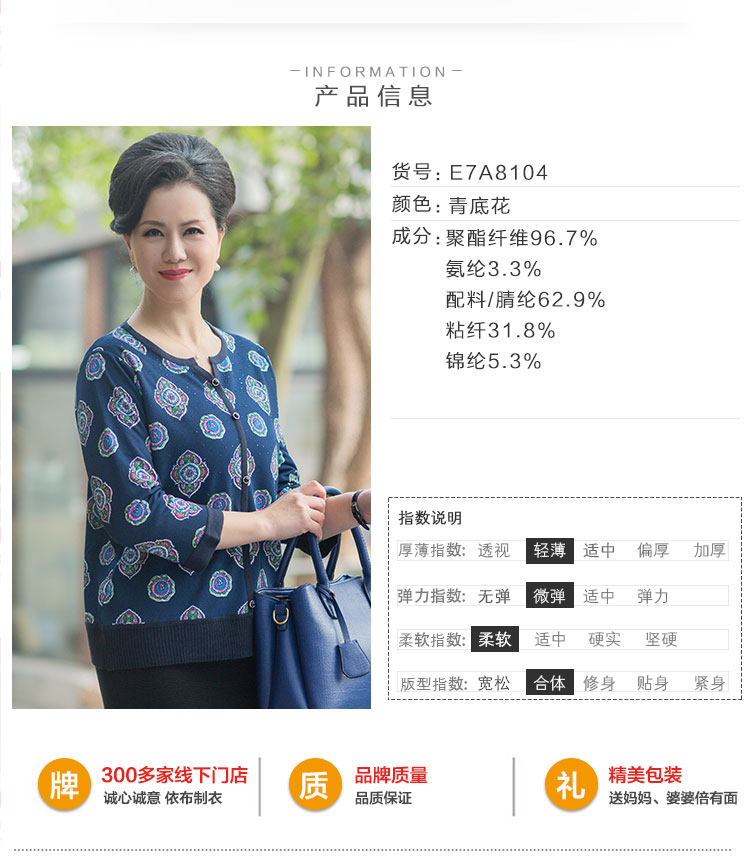 INFORMATION
产品信息
货号: E7A8104
颜色: 青底花
成分: 聚酯纤维96.7%
氨纶3.3%
配料/腈纶62.9%
粘纤31.8%
锦纶5.3%
指数说明
厚薄指数: 透视 轻薄 适中 偏厚 加厚
弹力指数: 无弹 微弹 适中 弹力
柔软指数: 柔软 适中 硬实 坚硬
版型指数: 宽松 合体 修身 贴身 紧身
牌 300多家线下门店
诚心诚意 依布制衣
质 品牌质量
品质保证
礼 精美包装
送妈妈、婆婆倍有面